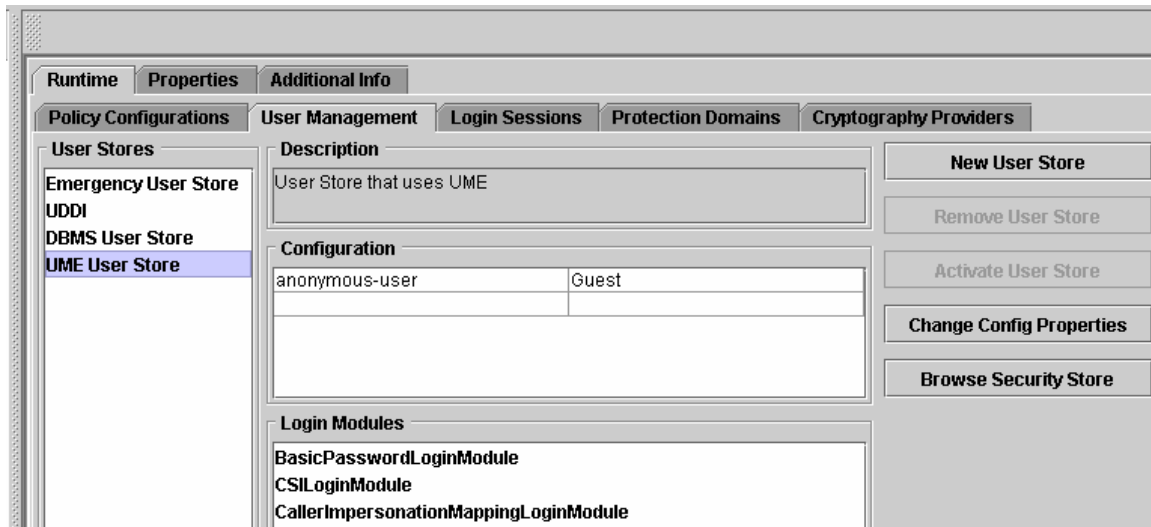 Runtime Properties Additional Info
Policy Configurations User Management Login Sessions Protection Domains Cryptography Providers
User Stores
Emergency User Store
UDDI
DBMS User Store
UME User Store
Description
User Store that uses UME
Configuration
anonymous-user Guest
Login Modules
BasicPasswordLoginModule
CSILoginModule
CallerImpersonationMappingLoginModule
New User Store
Remove User Store
Activate User Store
Change Config Properties
Browse Security Store